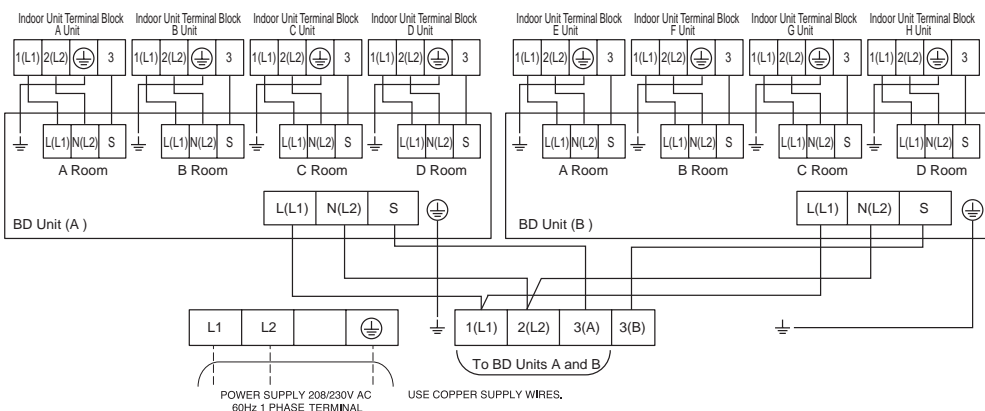 Indoor Unit Terminal Block Indoor Unit Terminal Block Indoor Unit Terminal Block Indoor Unit Terminal Block Indoor Unit Terminal Block Indoor Unit Terminal Block Indoor Unit Terminal Block Indoor Unit Terminal Block
A Unit B Unit C Unit D Unit E Unit F Unit G Unit H Unit
1(L1) 2(L2) 3 1(L1) 2(L2) 3 1(L1) 2(L2) 3 1(L1) 2(L2) 3 1(L1) 2(L2) 3 1(L1) 2(L2) 3 1(L1) 2(L2) 3 1(L1) 2(L2) 3
L(L1) N(L2) S L(L1) N(L2) S L(L1) N(L2) S L(L1) N(L2) S L(L1) N(L2) S L(L1) N(L2) S L(L1) N(L2) S L(L1) N(L2) S
A Room B Room C Room D Room A Room B Room C Room D Room
L(L1) N(L2) S L(L1) N(L2) S
BD Unit (A ) BD Unit (B )
L1 L2 1(L1) 2(L2) 3(A) 3(B)
To BD Units A and B
POWER SUPPLY 208/230V AC USE COPPER SUPPLY WIRES.
60Hz 1 PHASE TERMINAL